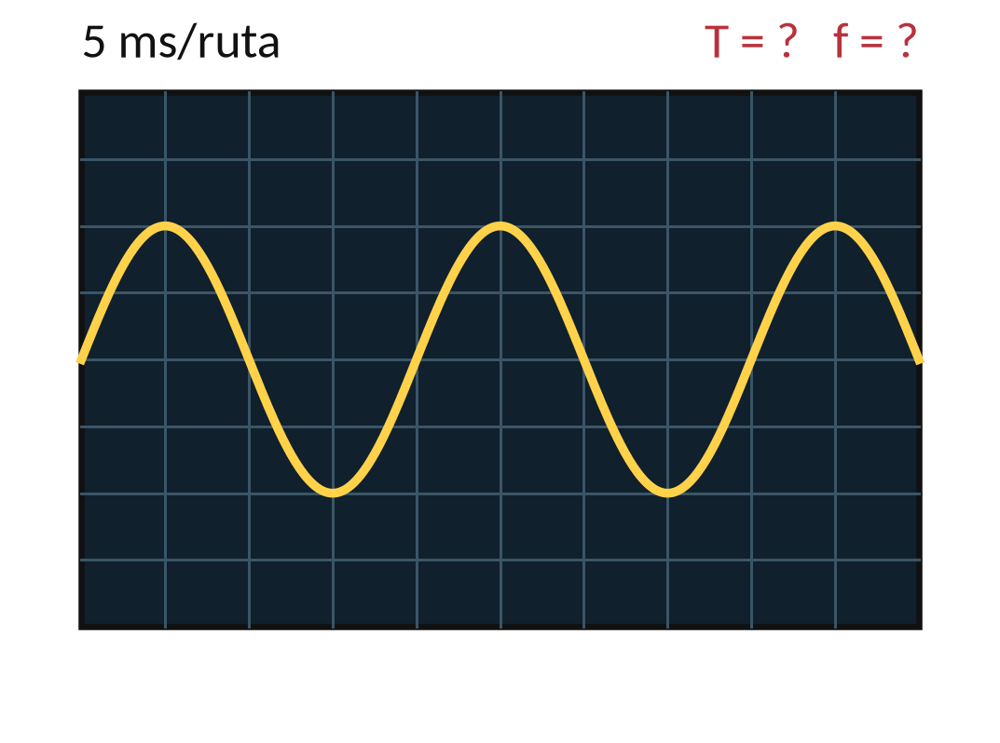 5 ms/ruta T = ? f = ?